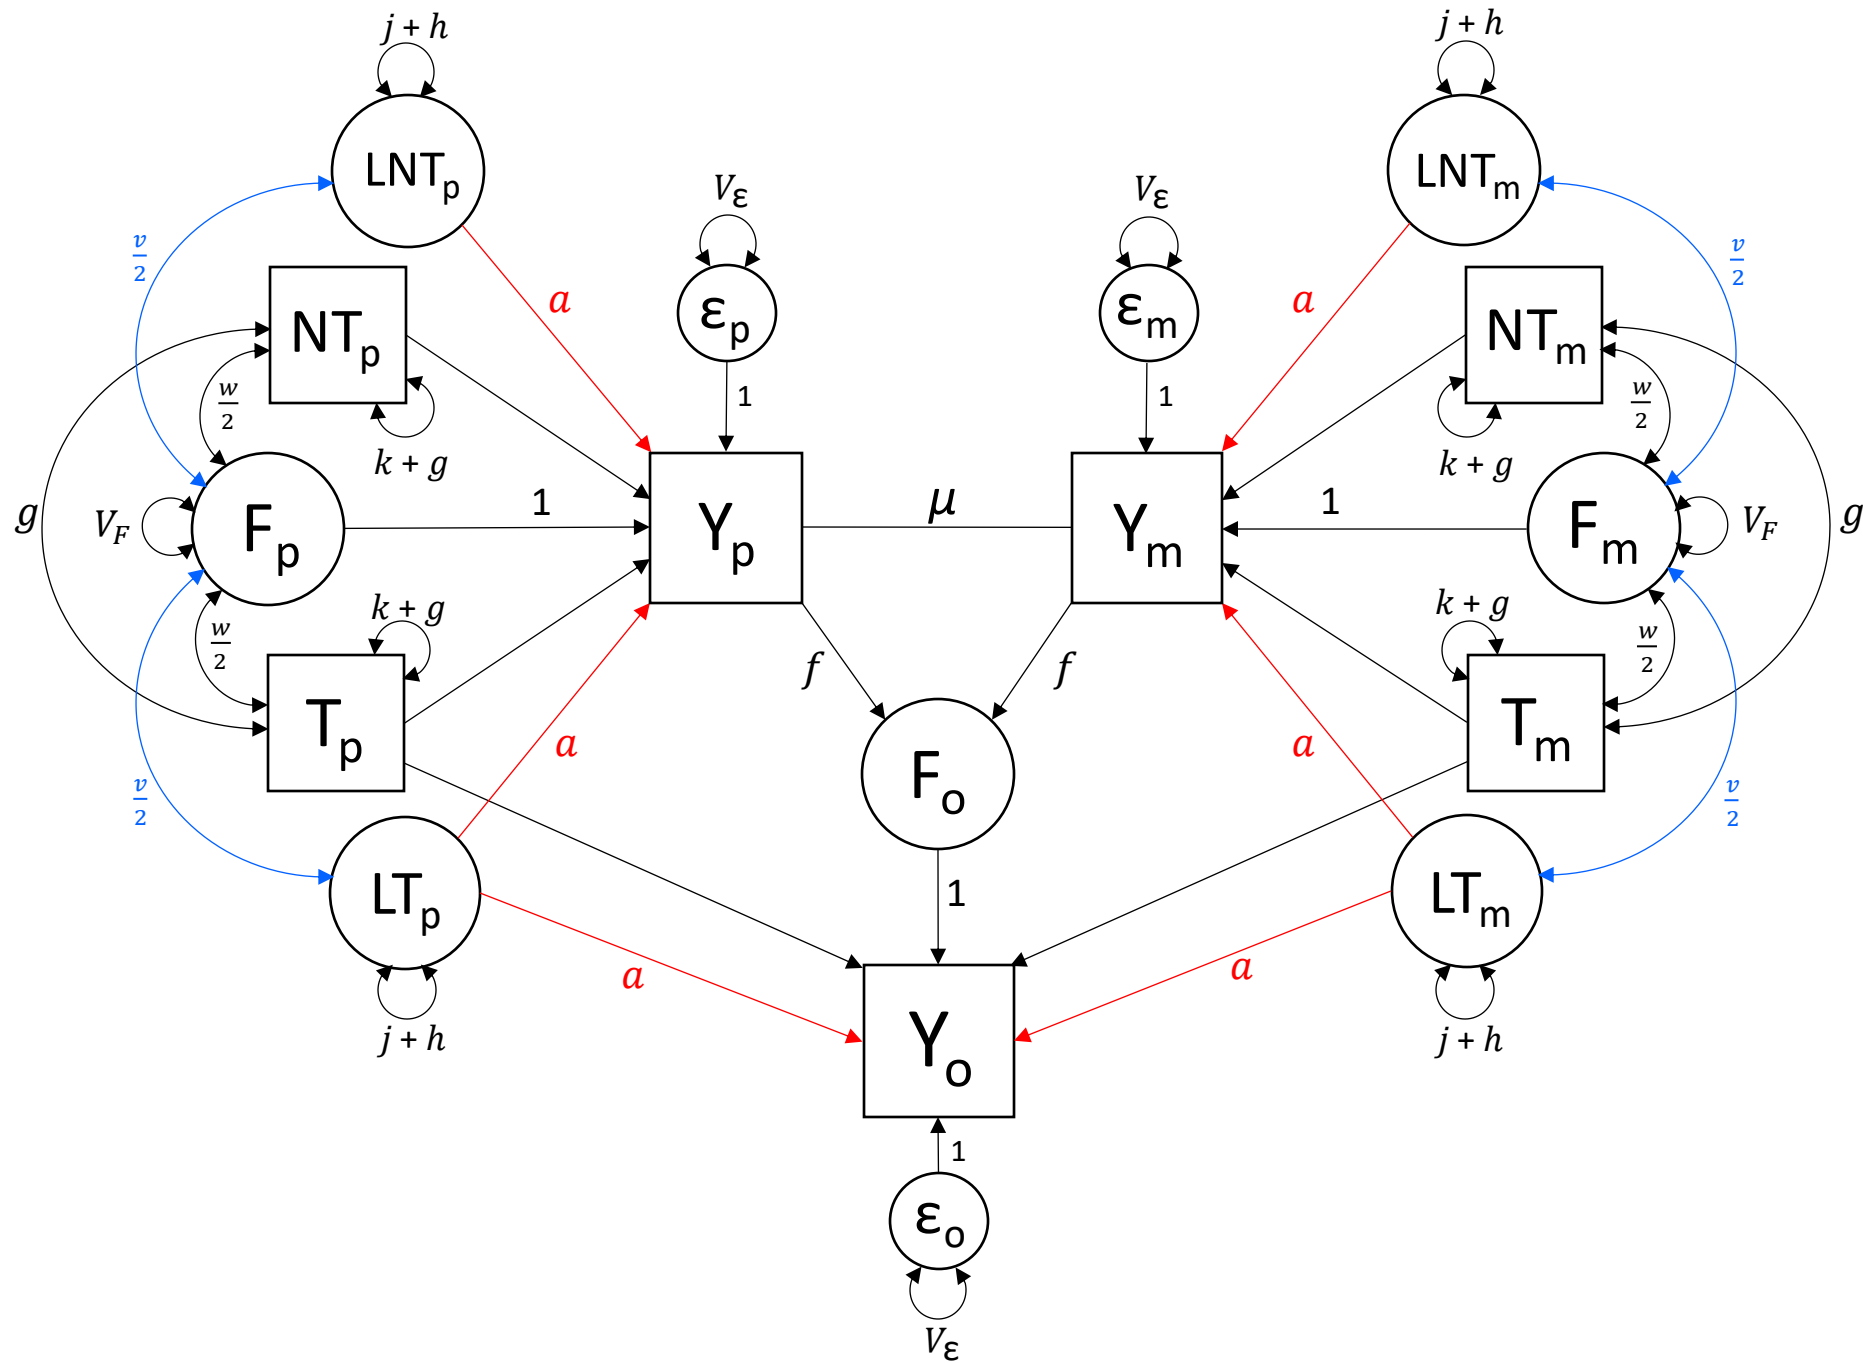 j + h
j + h
LNTp
LNTm
Vε
Vε
v/2
v/2
a
a
εp
εm
NTp
NTm
w/2
w/2
1
1
k + g
k + g
g
VF
Fp
1
Yp
μ
Ym
1
Fm
VF
g
k + g
k + g
w/2
w/2
f
f
Tp
Tm
a
a
Fo
v/2
v/2
LTp
1
LTm
a
a
j + h
j + h
Yo
1
εo
Vε